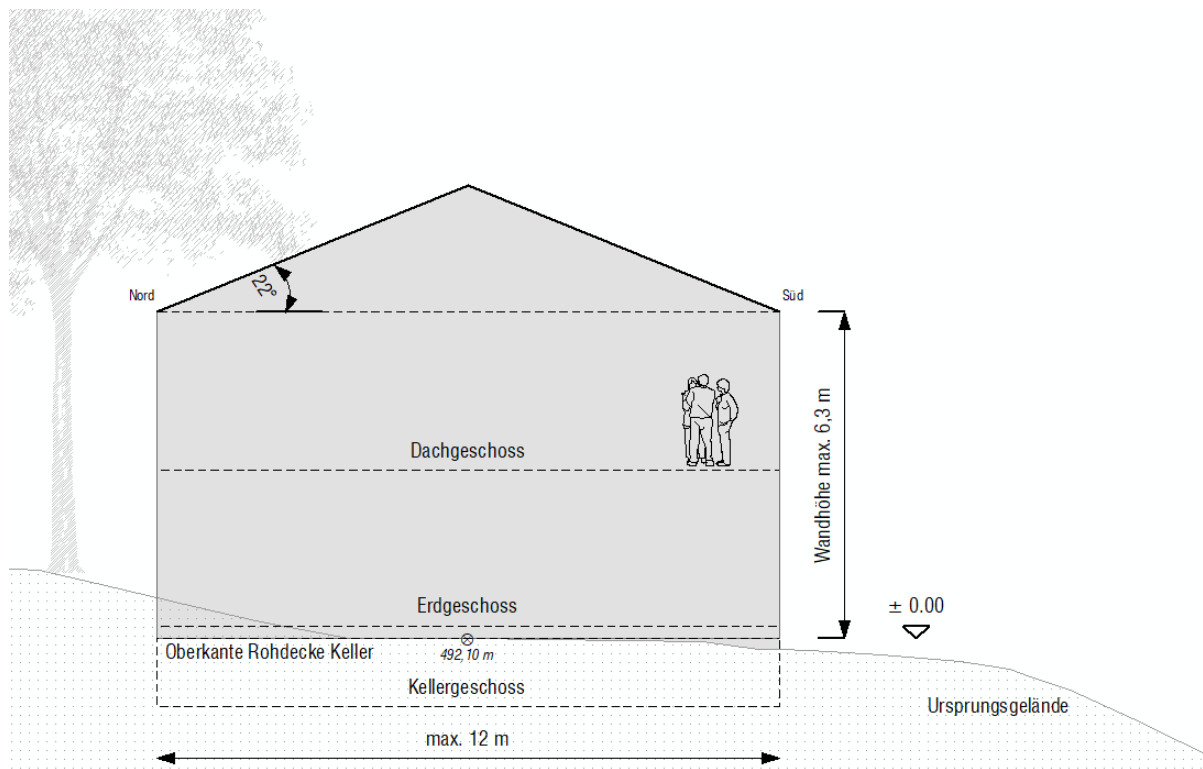 22°
Nord
Süd
Wandhöhe max. 6,3 m
Dachgeschoss
Erdgeschoss
± 0.00
Oberkante Rohdecke Keller
492,10 m
Kellergeschoss
Ursprungsgelände
max. 12 m